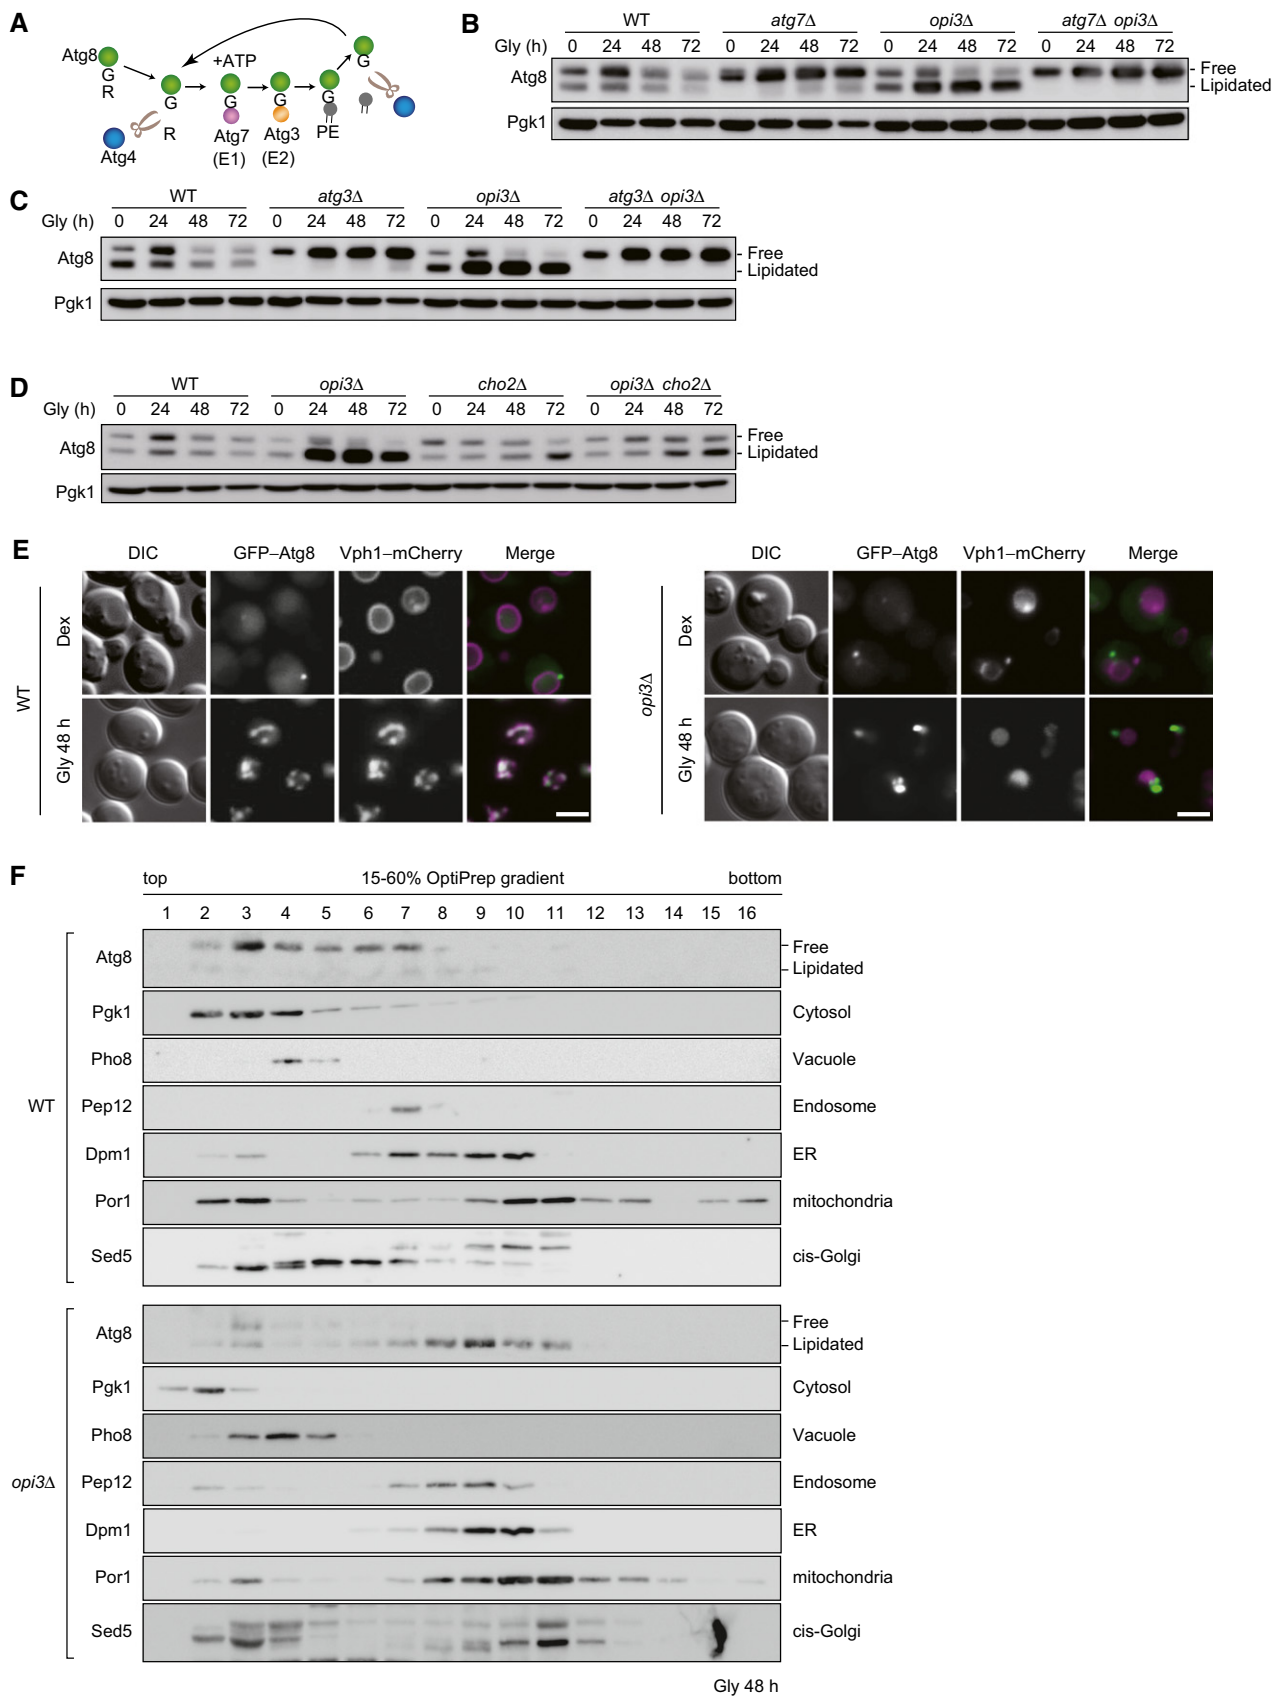 A
Atg8
G
R
+ATP
G
G
G
G
G
R
Atg4
Atg7
(E1)
Atg3
(E2)
PE
B
WT atg7Δ opi3Δ atg7Δ opi3Δ
Gly (h) 0 24 48 72 0 24 48 72 0 24 48 72 0 24 48 72
Atg8
Free
Lipidated
Pgk1
C
WT atg3Δ opi3Δ atg3Δ opi3Δ
Gly (h) 0 24 48 72 0 24 48 72 0 24 48 72 0 24 48 72
Atg8
Free
Lipidated
Pgk1
D
WT opi3Δ cho2Δ opi3Δ cho2Δ
Gly (h) 0 24 48 72 0 24 48 72 0 24 48 72 0 24 48 72
Atg8
Free
Lipidated
Pgk1
E
DIC GFP–Atg8 Vph1–mCherry Merge
WT
Dex
Gly 48 h
DIC GFP–Atg8 Vph1–mCherry Merge
opi3Δ
Dex
Gly 48 h
F
top 15-60% OptiPrep gradient bottom
1 2 3 4 5 6 7 8 9 10 11 12 13 14 15 16
WT
Atg8 Free
Lipidated
Pgk1 Cytosol
Pho8 Vacuole
Pep12 Endosome
Dpm1 ER
Por1 mitochondria
Sed5 cis-Golgi
opi3Δ
Atg8 Free
Lipidated
Pgk1 Cytosol
Pho8 Vacuole
Pep12 Endosome
Dpm1 ER
Por1 mitochondria
Sed5 cis-Golgi
Gly 48 h